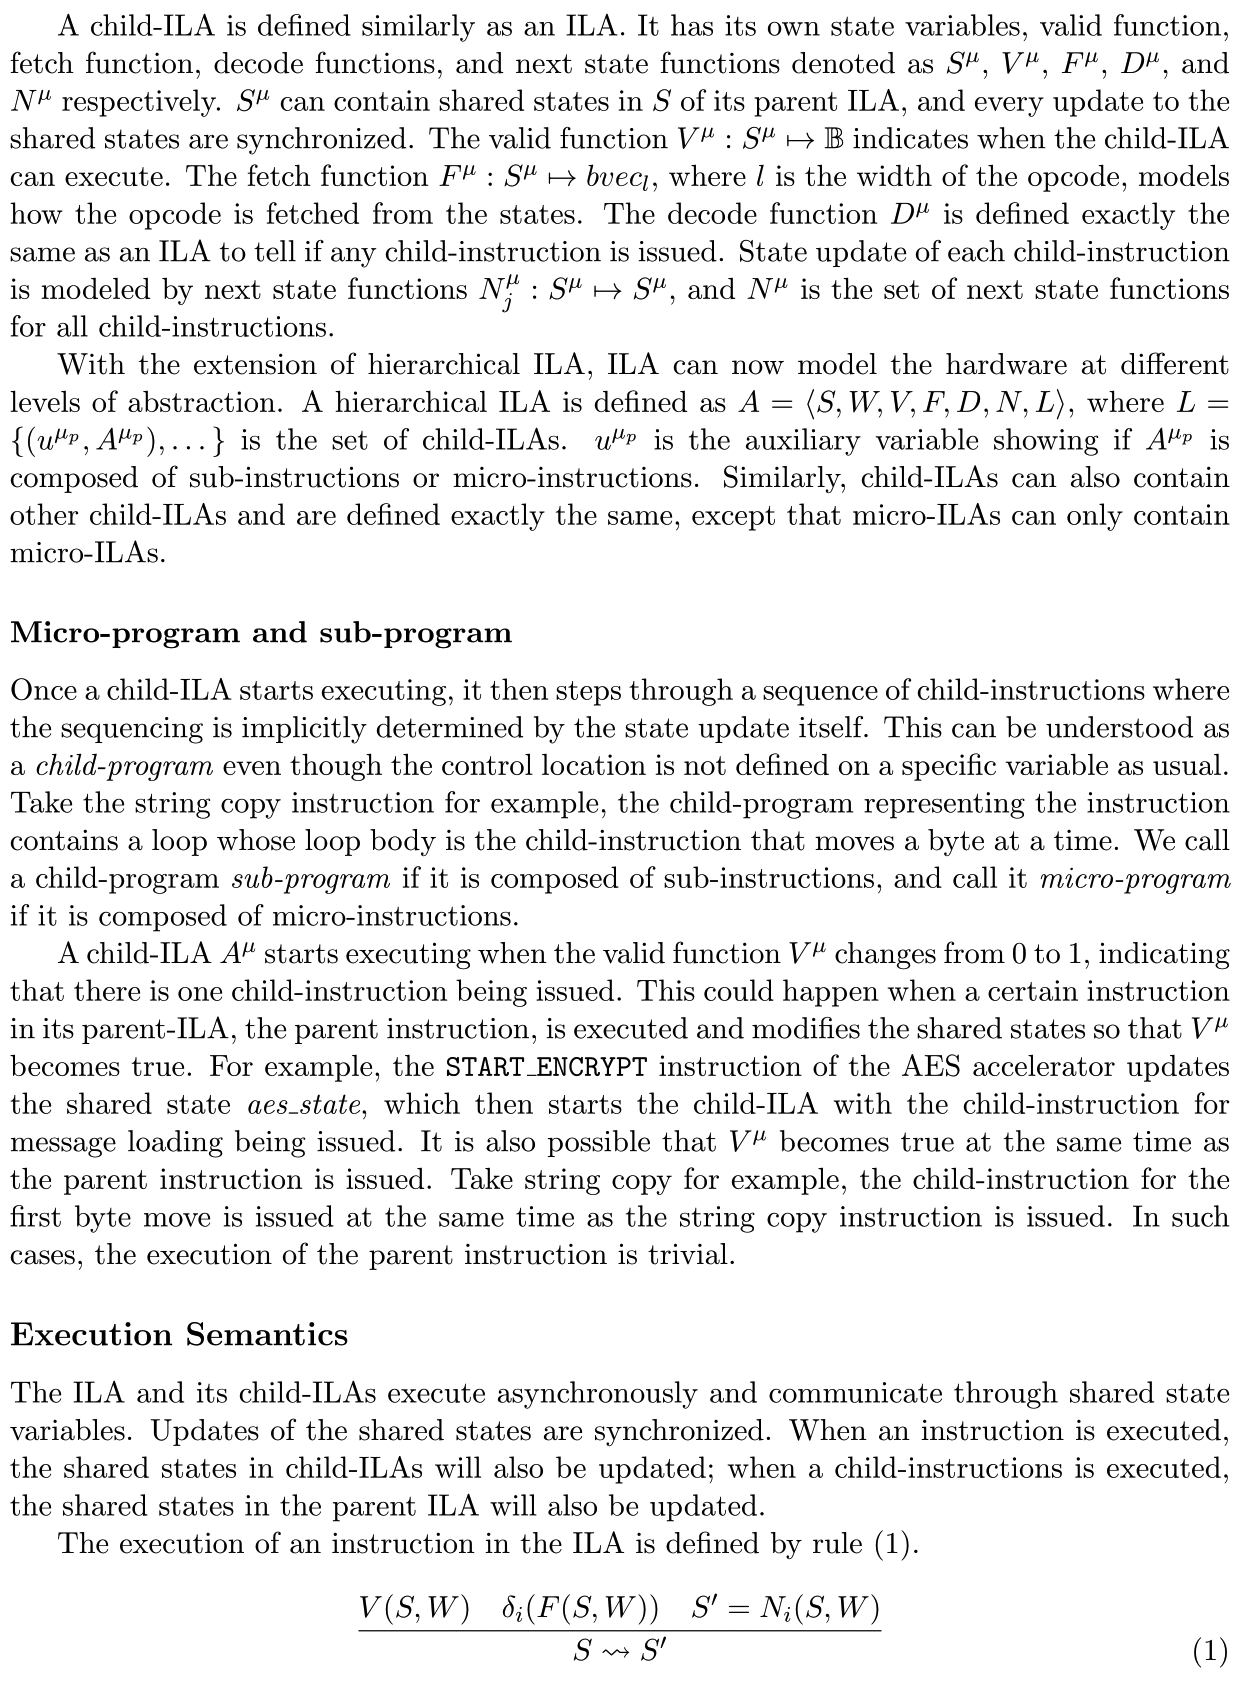 A child-ILA is defined similarly as an ILA. It has its own state variables, valid function,
fetch function, decode functions, and next state functions denoted as $S^\mu$, $V^\mu$, $F^\mu$, $D^\mu$, and
$N^\mu$ respectively. $S^\mu$ can contain shared states in $S$ of its parent ILA, and every update to the
shared states are synchronized. The valid function $V^\mu : S^\mu \mapsto \mathbb{B}$ indicates when the child-ILA
can execute. The fetch function $F^\mu : S^\mu \mapsto bvec_l$, where $l$ is the width of the opcode, models
how the opcode is fetched from the states. The decode function $D^\mu$ is defined exactly the
same as an ILA to tell if any child-instruction is issued. State update of each child-instruction
is modeled by next state functions $N^\mu_j : S^\mu \mapsto S^\mu$, and $N^\mu$ is the set of next state functions
for all child-instructions.
With the extension of hierarchical ILA, ILA can now model the hardware at different
levels of abstraction. A hierarchical ILA is defined as $A = \langle S, W, V, F, D, N, L \rangle$, where $L =$
$\{(u^{\mu_p}, A^{\mu_p}), \dots\}$ is the set of child-ILAs. $u^{\mu_p}$ is the auxiliary variable showing if $A^{\mu_p}$ is
composed of sub-instructions or micro-instructions. Similarly, child-ILAs can also contain
other child-ILAs and are defined exactly the same, except that micro-ILAs can only contain
micro-ILAs.
Micro-program and sub-program
Once a child-ILA starts executing, it then steps through a sequence of child-instructions where
the sequencing is implicitly determined by the state update itself. This can be understood as
a child-program even though the control location is not defined on a specific variable as usual.
Take the string copy instruction for example, the child-program representing the instruction
contains a loop whose loop body is the child-instruction that moves a byte at a time. We call
a child-program sub-program if it is composed of sub-instructions, and call it micro-program
if it is composed of micro-instructions.
A child-ILA $A^\mu$ starts executing when the valid function $V^\mu$ changes from 0 to 1, indicating
that there is one child-instruction being issued. This could happen when a certain instruction
in its parent-ILA, the parent instruction, is executed and modifies the shared states so that $V^\mu$
becomes true. For example, the START_ENCRYPT instruction of the AES accelerator updates
the shared state aes_state, which then starts the child-ILA with the child-instruction for
message loading being issued. It is also possible that $V^\mu$ becomes true at the same time as
the parent instruction is issued. Take string copy for example, the child-instruction for the
first byte move is issued at the same time as the string copy instruction is issued. In such
cases, the execution of the parent instruction is trivial.
Execution Semantics
The ILA and its child-ILAs execute asynchronously and communicate through shared state
variables. Updates of the shared states are synchronized. When an instruction is executed,
the shared states in child-ILAs will also be updated; when a child-instructions is executed,
the shared states in the parent ILA will also be updated.
The execution of an instruction in the ILA is defined by rule (1).
$\frac{V(S, W) \quad \delta_i(F(S, W)) \quad S' = N_i(S, W)}{S \rightsquigarrow S'}$ (1)